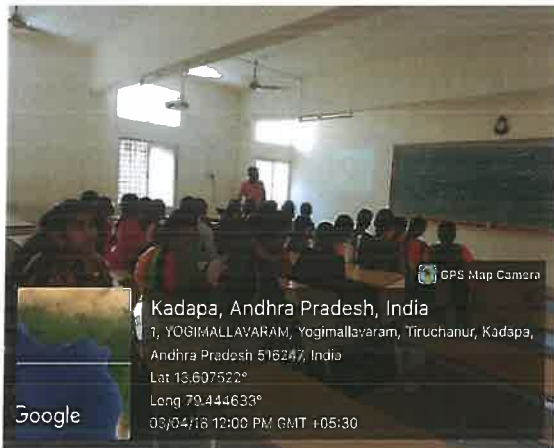 GPS Map Camera
Kadapa, Andhra Pradesh, India
1, YOGIMALLAVARAM, Yogimallavaram, Tiruchanur, Kadapa,
Andhra Pradesh 516247, India
Lat 13.607522°
Long 79.444633°
03/04/18 12:00 PM GMT +05:30
Google